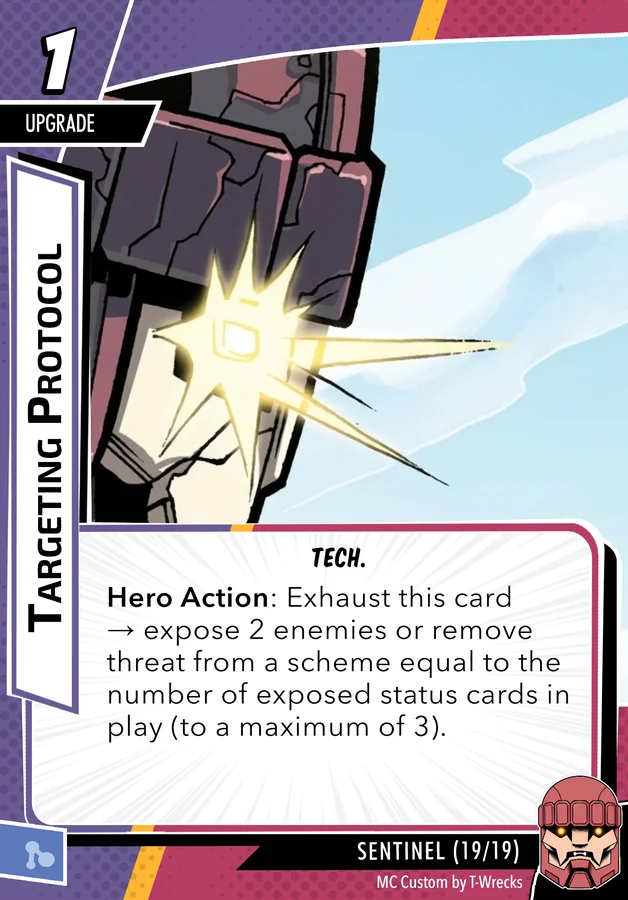 1
UPGRADE
TARGETING PROTOCOL
TECH.
Hero Action: Exhaust this card
→ expose 2 enemies or remove
threat from a scheme equal to the
number of exposed status cards in
play (to a maximum of 3).
SENTINEL (19/19)
MC Custom by T-Wrecks